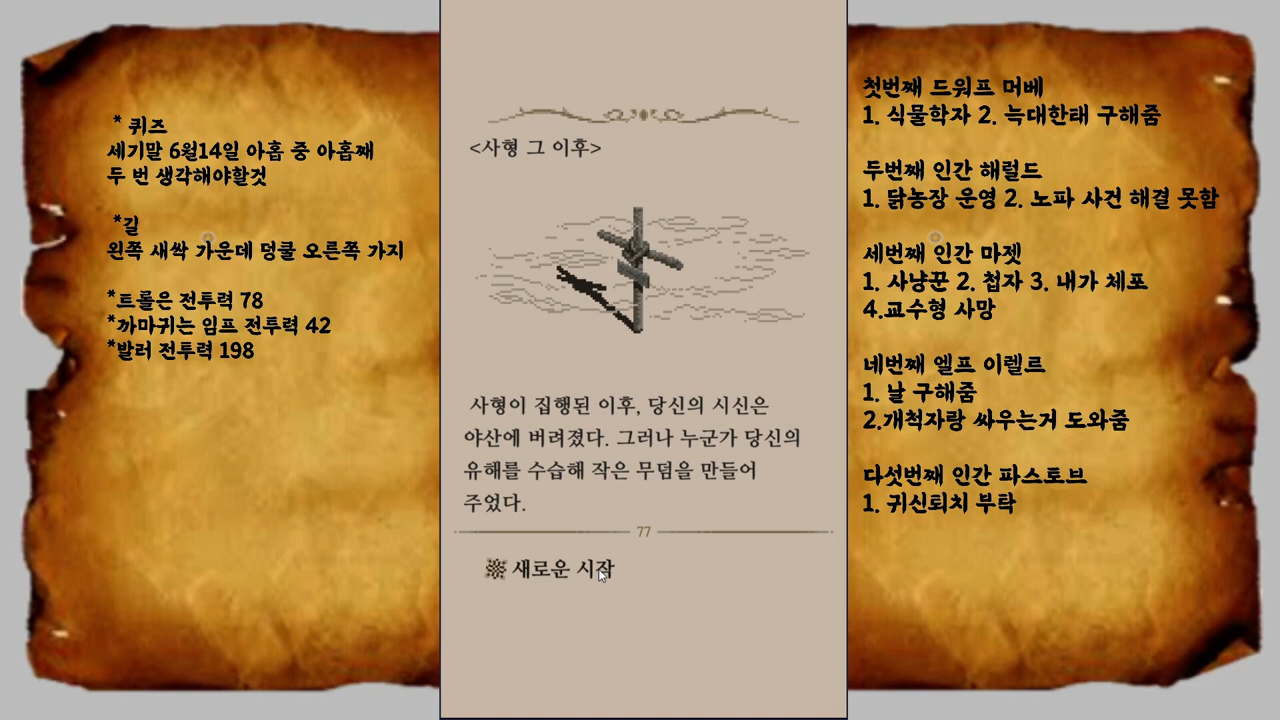 * 퀴즈
세기말 6월14일 아홉 중 아홉째
두 번 생각해야할것
*길
왼쪽 새싹 가운데 덩쿨 오른쪽 가지
*트롤은 전투력 78
*까마귀는 임프 전투력 42
*발러 전투력 198
<사형 그 이후>
사형이 집행된 이후, 당신의 시신은
야산에 버려졌다. 그러나 누군가 당신의
유해를 수습해 작은 무덤을 만들어
주었다.
77
새로운 시작
첫번째 드워프 머베
1. 식물학자 2. 늑대한태 구해줌
두번째 인간 해럴드
1. 닭농장 운영 2. 노파 사건 해결 못함
세번째 인간 마젯
1. 사냥꾼 2. 첩자 3. 내가 체포
4.교수형 사망
네번째 엘프 이렐르
1. 날 구해줌
2.개척자랑 싸우는거 도와줌
다섯번째 인간 파스토브
1. 귀신퇴치 부탁